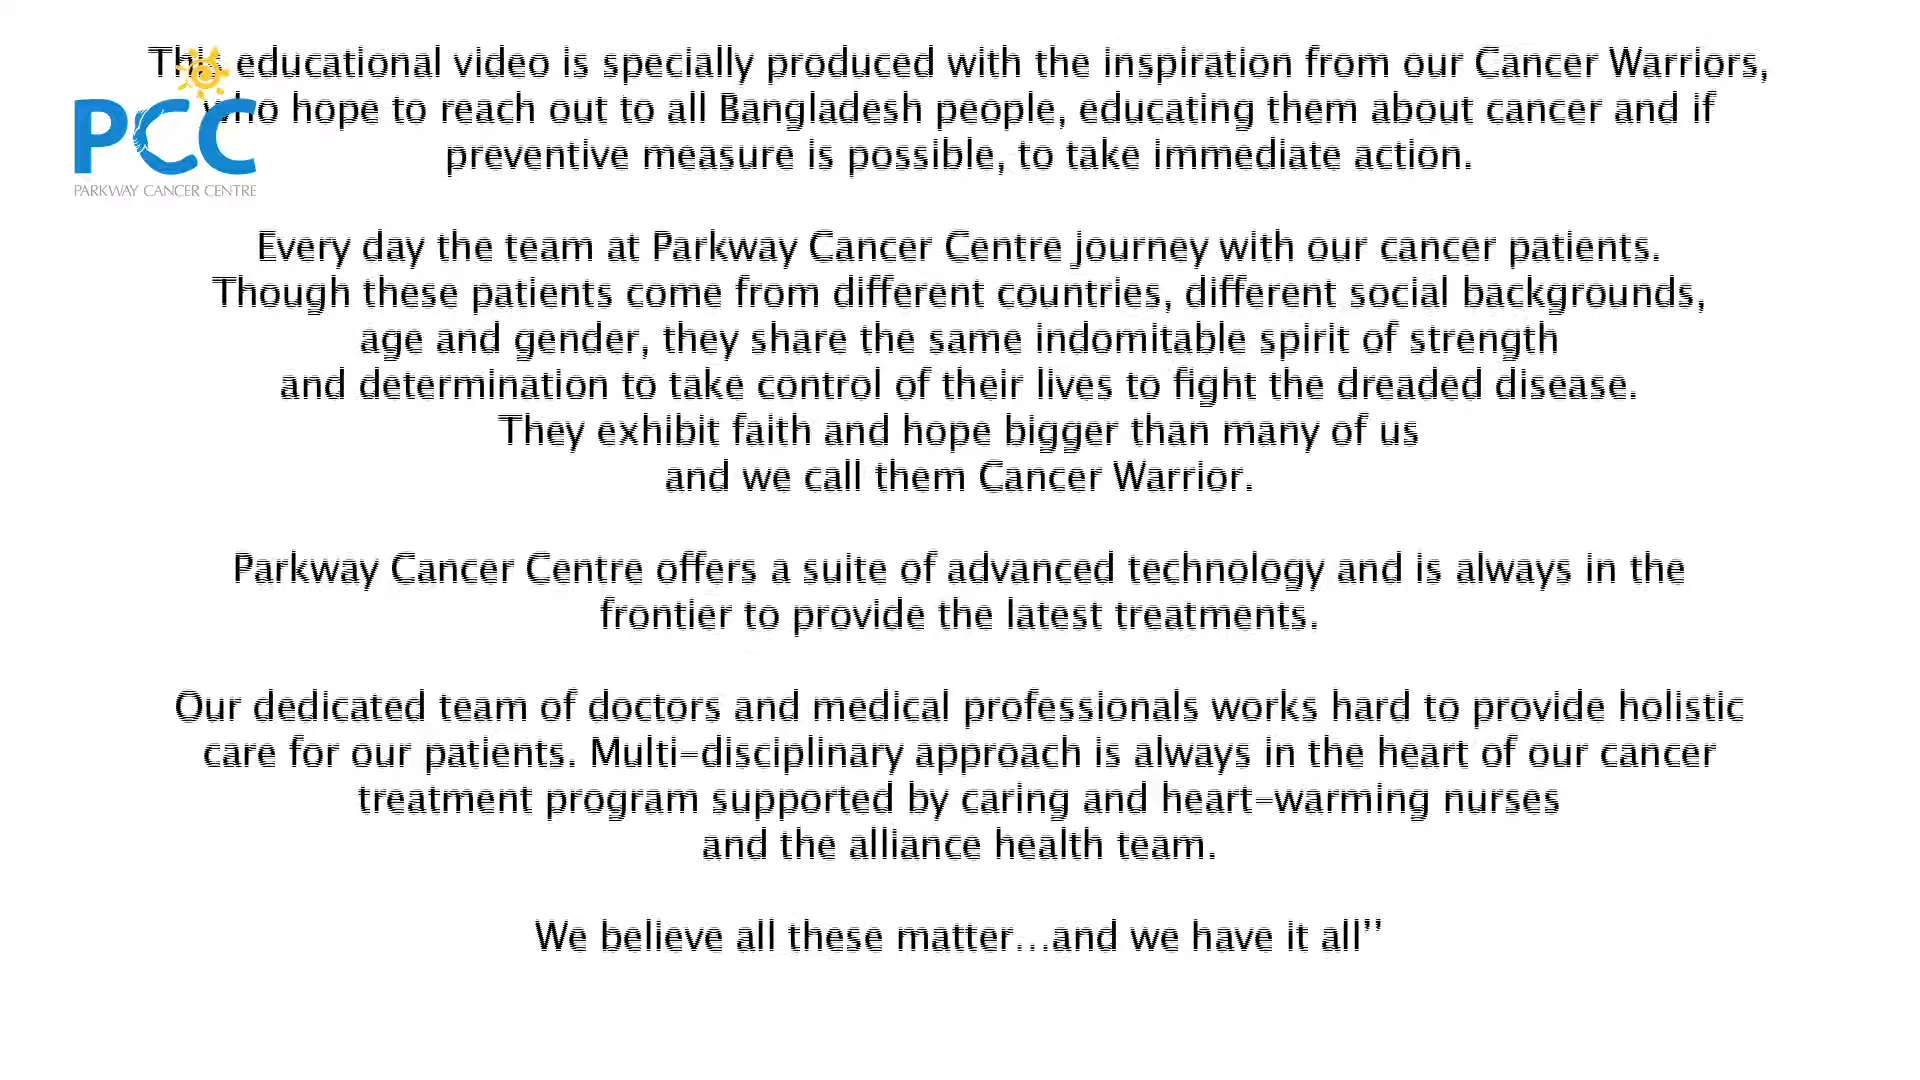 This educational video is specially produced with the inspiration from our Cancer Warriors,
who hope to reach out to all Bangladesh people, educating them about cancer and if
preventive measure is possible, to take immediate action.
PCC
PARKWAY CANCER CENTRE
Every day the team at Parkway Cancer Centre journey with our cancer patients.
Though these patients come from different countries, different social backgrounds,
age and gender, they share the same indomitable spirit of strength
and determination to take control of their lives to fight the dreaded disease.
They exhibit faith and hope bigger than many of us
and we call them Cancer Warrior.
Parkway Cancer Centre offers a suite of advanced technology and is always in the
frontier to provide the latest treatments.
Our dedicated team of doctors and medical professionals works hard to provide holistic
care for our patients. Multi-disciplinary approach is always in the heart of our cancer
treatment program supported by caring and heart-warming nurses
and the alliance health team.
We believe all these matter...and we have it all”